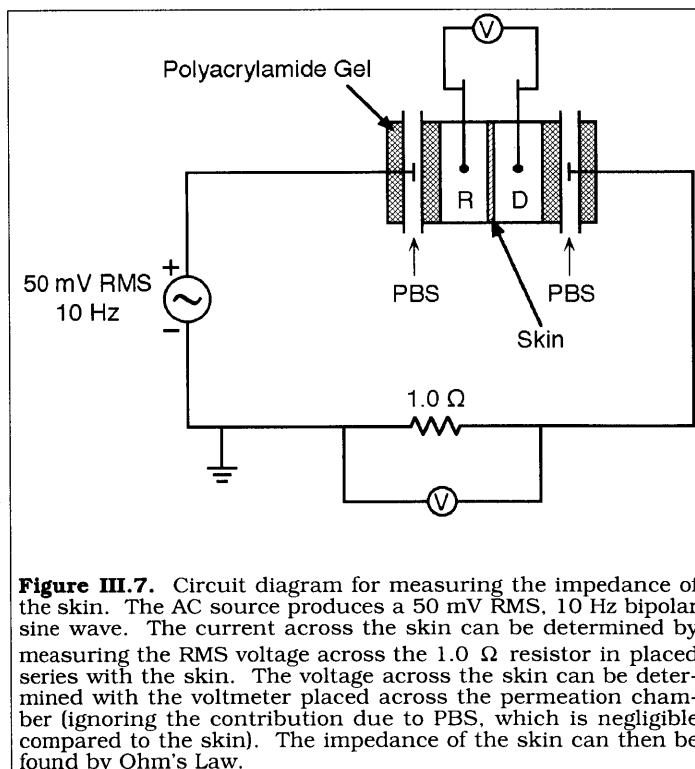 V
Polyacrylamide Gel
R D
50 mV RMS
10 Hz
+
−
PBS
PBS
Skin
1.0 Ω
V
Figure III.7. Circuit diagram for measuring the impedance of
the skin. The AC source produces a 50 mV RMS, 10 Hz bipolar
sine wave. The current across the skin can be determined by
measuring the RMS voltage across the 1.0 Ω resistor in placed
series with the skin. The voltage across the skin can be deter-
mined with the voltmeter placed across the permeation cham-
ber (ignoring the contribution due to PBS, which is negligible
compared to the skin). The impedance of the skin can then be
found by Ohm's Law.